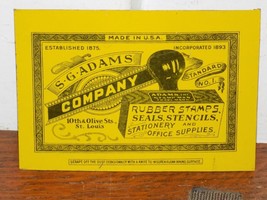 MADE IN U.S.A.
ESTABLISHED 1875.
INCORPORATED 1883
S.G. ADAMS
COMPANY
STANDARD
NO. 1
10th & Olive Sts.
St. Louis
RUBBER STAMPS,
SEALS, STENCILS,
STATIONERY AND
OFFICE SUPPLIES.